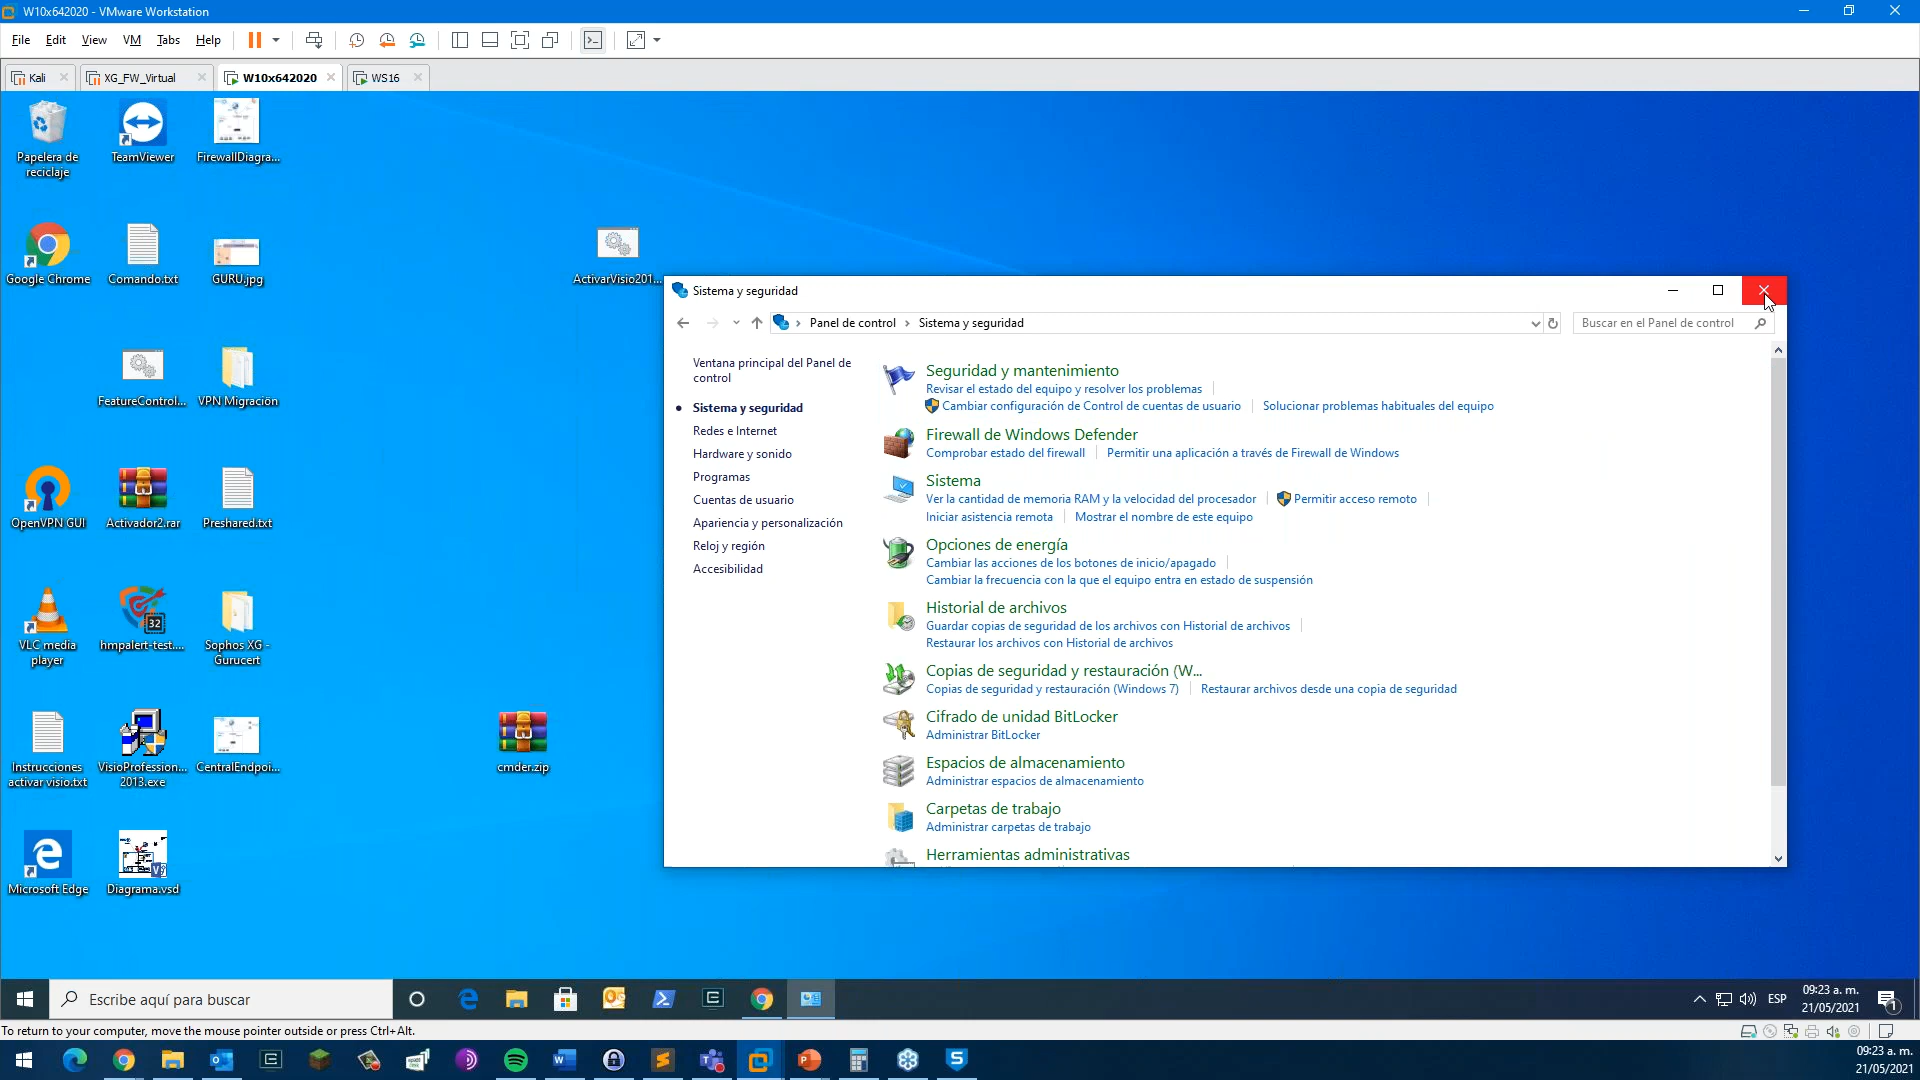 W10x642020 - VMware Workstation
File Edit View VM Tabs Help
Kali
XG_FW_Virtual
W10x642020
WS16
Papelera de
reciclaje
TeamViewer
FirewallDiagra...
Google Chrome
Comando.txt
GURU.jpg
ActivarVisio201...
FeatureControl...
VPN Migración
OpenVPN GUI
Activador2.rar
Preshared.txt
VLC media
player
32
hmpalert-test....
Sophos XG -
Gurucert
Instrucciones
activar visio.txt
VisioProfession...
2013.exe
CentralEndpoi...
cmder.zip
Microsoft Edge
Diagrama.vsd
Sistema y seguridad
Panel de control
Sistema y seguridad
Buscar en el Panel de control
Ventana principal del Panel de
control
Sistema y seguridad
Redes e Internet
Hardware y sonido
Programas
Cuentas de usuario
Apariencia y personalización
Reloj y región
Accesibilidad
Seguridad y mantenimiento
Revisar el estado del equipo y resolver los problemas
Cambiar configuración de Control de cuentas de usuario
Solucionar problemas habituales del equipo
Firewall de Windows Defender
Comprobar estado del firewall
Permitir una aplicación a través de Firewall de Windows
Sistema
Ver la cantidad de memoria RAM y la velocidad del procesador
Permitir acceso remoto
Iniciar asistencia remota
Mostrar el nombre de este equipo
Opciones de energía
Cambiar las acciones de los botones de inicio/apagado
Cambiar la frecuencia con la que el equipo entra en estado de suspensión
Historial de archivos
Guardar copias de seguridad de los archivos con Historial de archivos
Restaurar los archivos con Historial de archivos
Copias de seguridad y restauración (W...
Copias de seguridad y restauración (Windows 7)
Restaurar archivos desde una copia de seguridad
Cifrado de unidad BitLocker
Administrar BitLocker
Espacios de almacenamiento
Administrar espacios de almacenamiento
Carpetas de trabajo
Administrar carpetas de trabajo
Herramientas administrativas
Escribe aquí para buscar
ESP
09:23 a. m.
21/05/2021
1
To return to your computer, move the mouse pointer outside or press Ctrl+Alt.
09:23 a. m.
21/05/2021